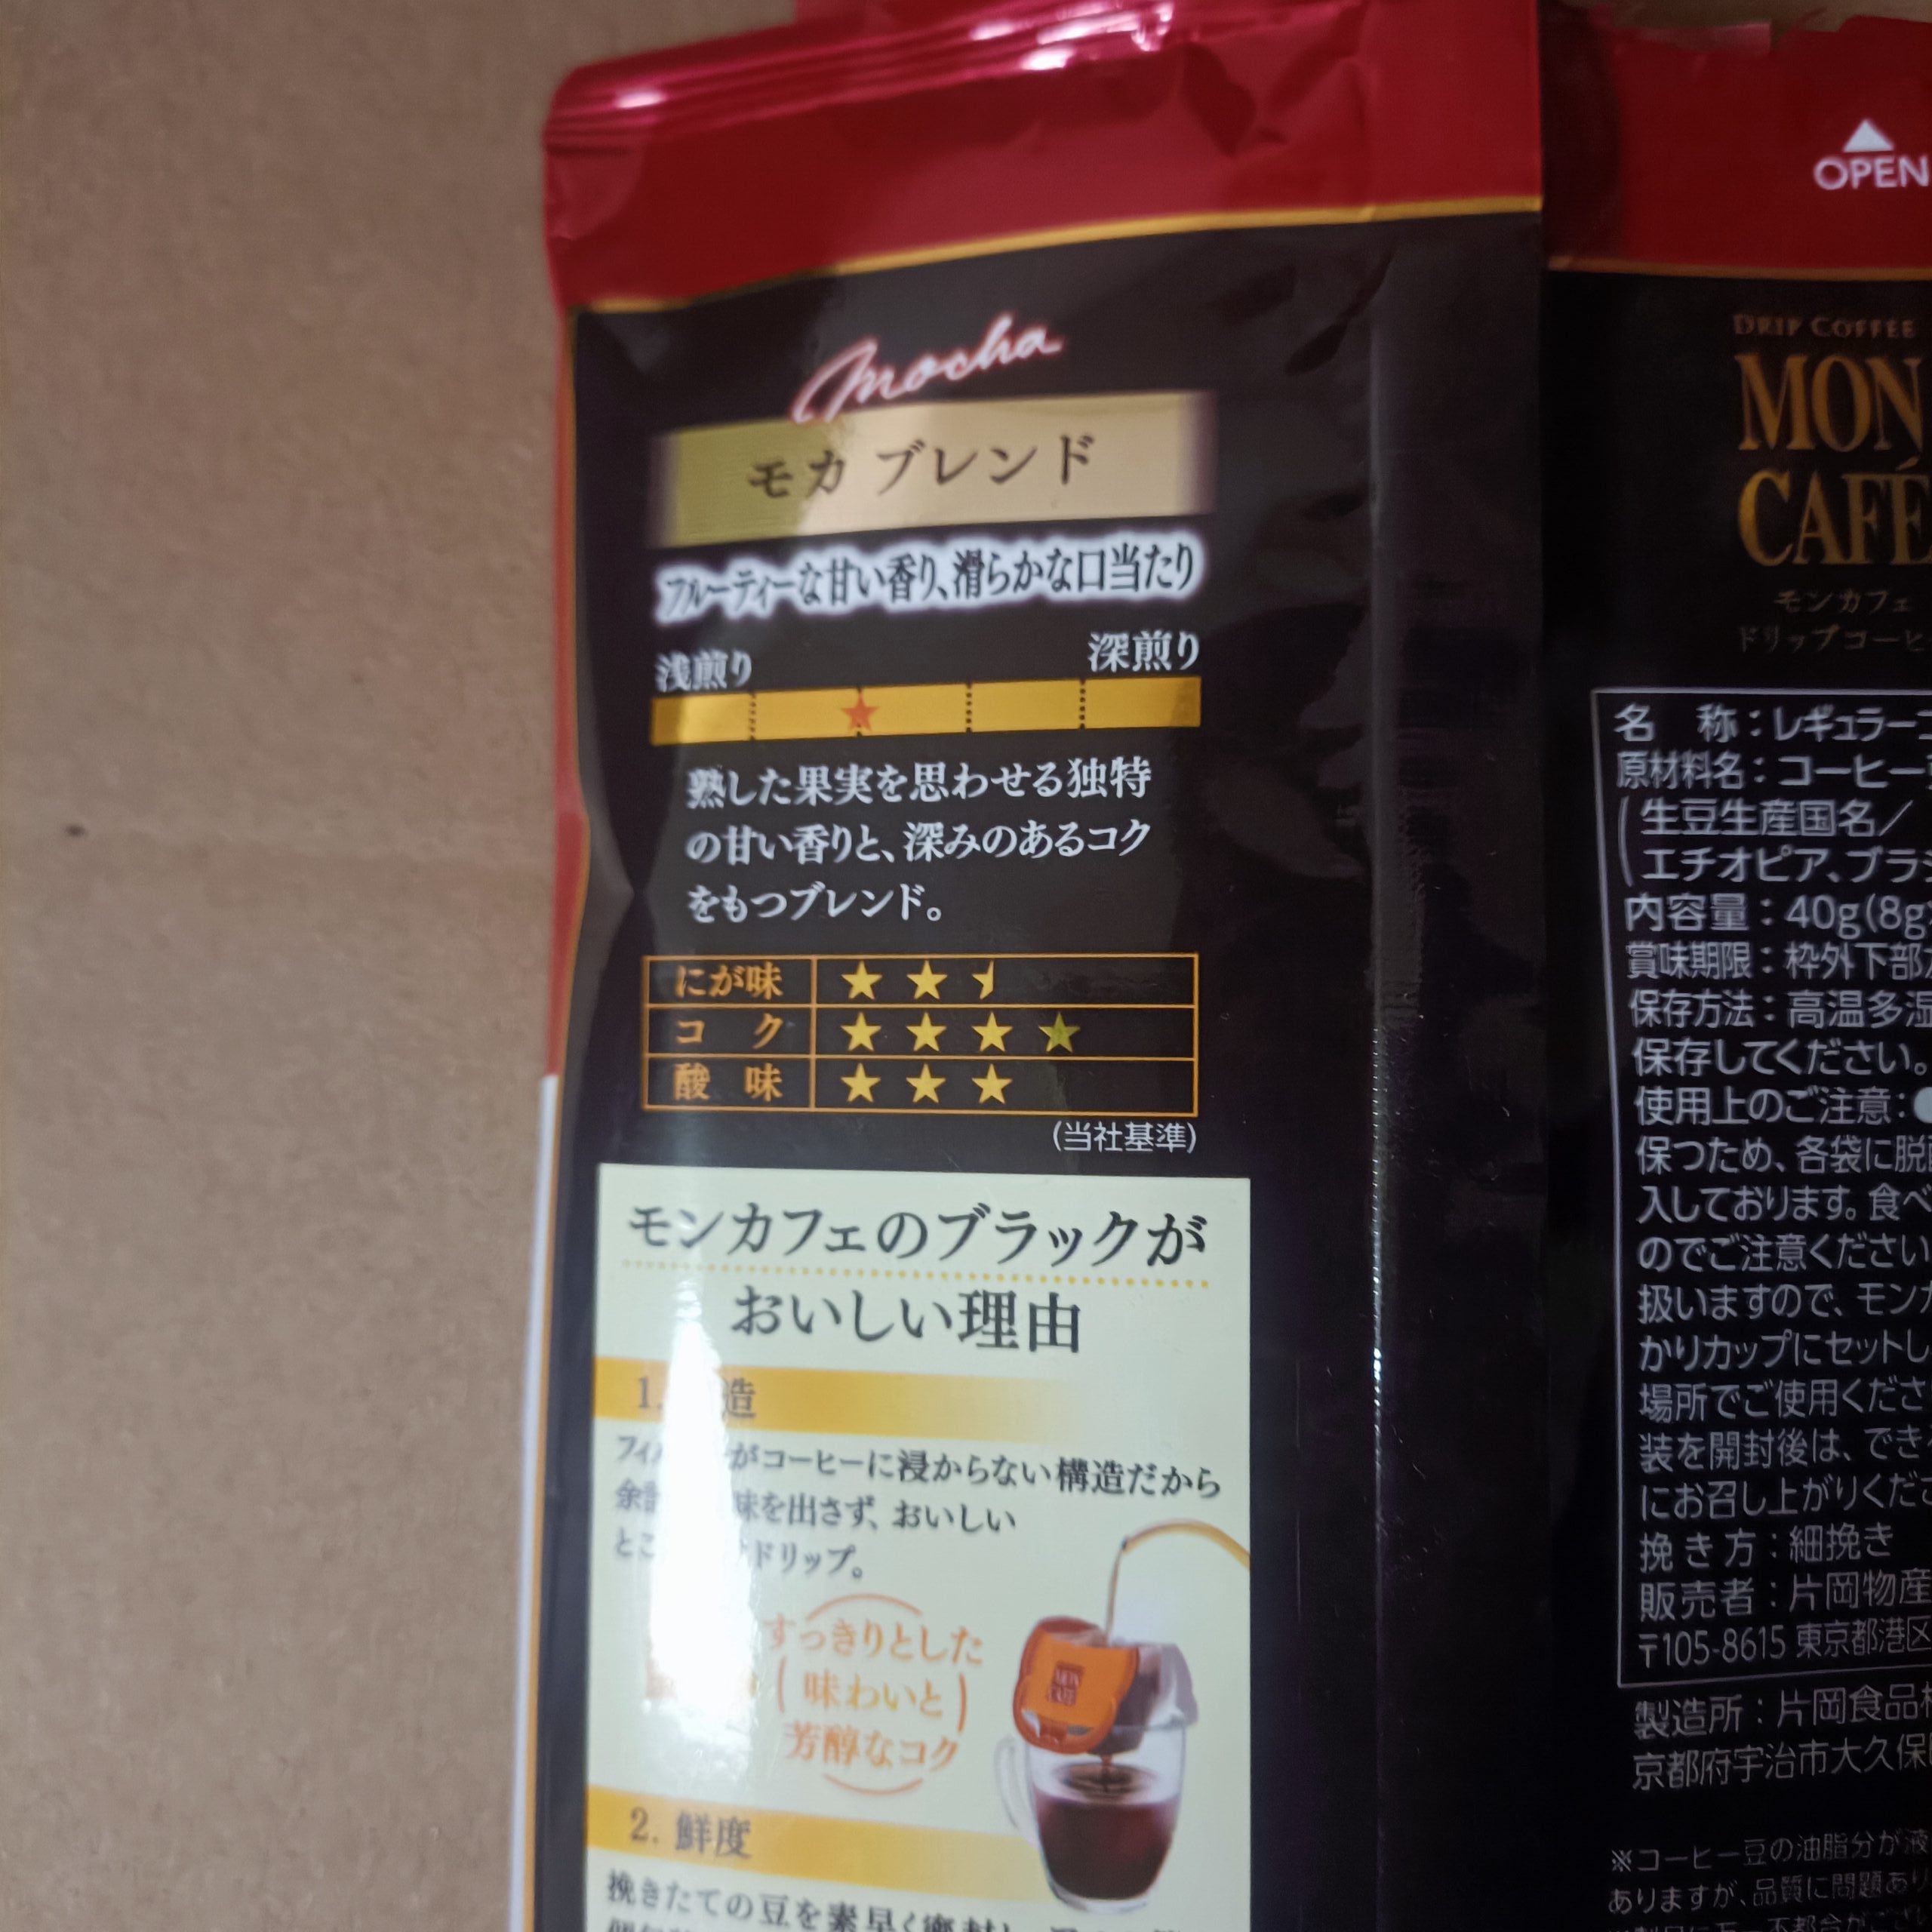 mocha
モカ ブレンド
フルーティーな甘い香り、滑らかな口当たり
浅煎り 深煎り
熟した果実を思わせる独特
の甘い香りと、深みのあるコク
をもつブレンド。
にが味
コク
酸味
(当社基準)
モンカフェのブラックが
おいしい理由
1. 造
がコーヒーに浸からない構造だから
味を出さず、おいしい
ドリップ。
すっきりとした
味わいと
芳醇なコク
MON
CAFÉ
2. 鮮度
挽きたての豆を素早く密封し、
OPEN
DRIP COFFEE
MON
CAFÉ
モンカフェ
ドリップコーヒ
名 称:レギュラーコ
原材料名:コーヒー豆
(生豆生産国名/
エチオピア、ブラジ
内容量:40g(8g
賞味期限:枠外下部
保存方法:高温多湿
保存してください。
使用上のご注意:●
保つため、各袋に脱
入しております。食べ
のでご注意ください
扱いますので、モンカ
かりカップにセットし
場所でご使用くださ
装を開封後は、でき
にお召し上がりくだ
挽き方:細挽き
販売者:片岡物産
〒105-8615 東京都港区
製造所:片岡食品
京都府宇治市大久保
※コーヒー豆の油脂分が液
ありますが、品質に問題あり